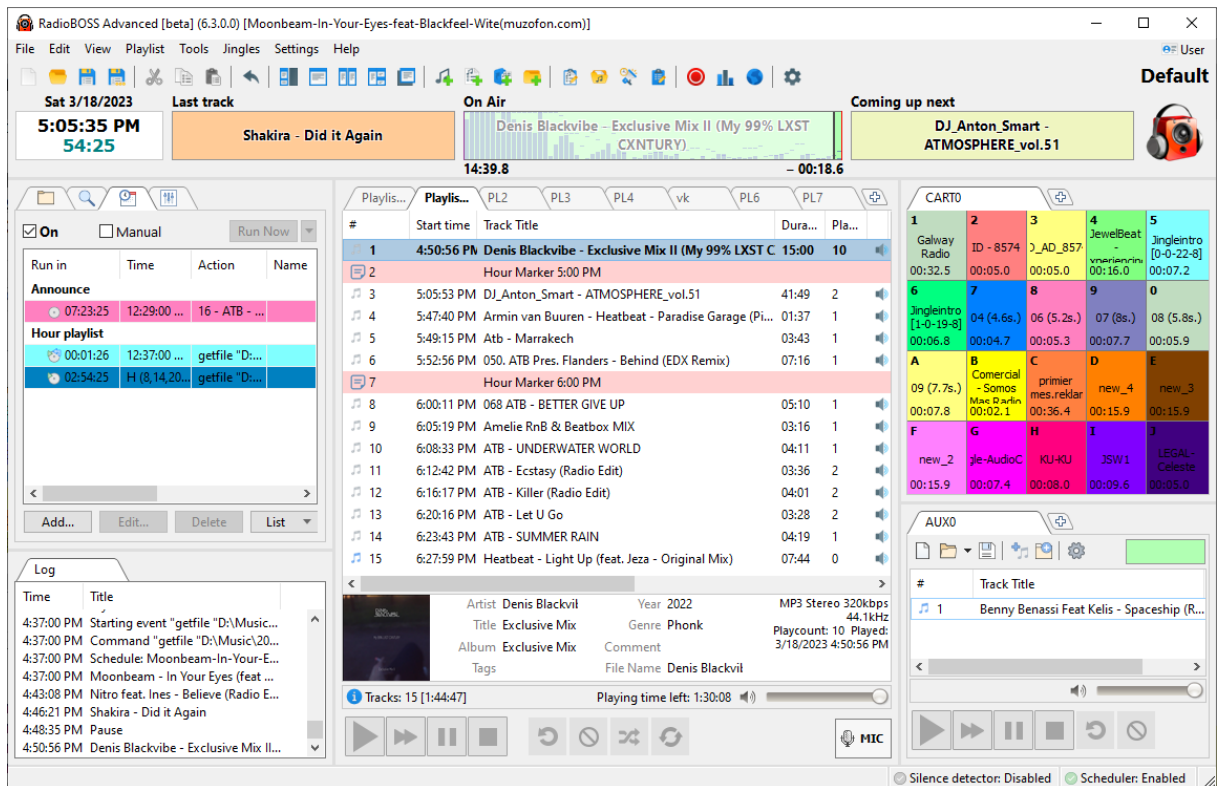 RadioBOSS Advanced [beta] (6.3.0.0) [Moonbeam-In-Your-Eyes-feat-Blackfeel-Wite(muzofon.com)]
File Edit View Playlist Tools Jingles Settings Help
User
Default
Sat 3/18/2023
5:05:35 PM
54:25
Last track
Shakira - Did it Again
On Air
Denis Blackvibe - Exclusive Mix II (My 99% LXST
CXNTURY)
14:39.8 – 00:18.6
Coming up next
DJ_Anton_Smart -
ATMOSPHERE_vol.51
On Manual Run Now
Run in Time Action Name
Announce
07:23:25 12:29:00 ... 16 - ATB - ...
Hour playlist
00:01:26 12:37:00 ... getfile "D:...
02:54:25 H (8,14,20... getfile "D:...
Add... Edit... Delete List
Log
Time Title
4:37:00 PM Starting event "getfile "D:\Music...
4:37:00 PM Command "getfile "D:\Music\20...
4:37:00 PM Schedule: Moonbeam-In-Your-E...
4:37:00 PM Moonbeam - In Your Eyes (feat ...
4:43:08 PM Nitro feat. Ines - Believe (Radio E...
4:46:21 PM Shakira - Did it Again
4:48:35 PM Pause
4:50:56 PM Denis Blackvibe - Exclusive Mix II...
Playlis... Playlis... PL2 PL3 PL4 vk PL6 PL7
# Start time Track Title Dura... Pla...
1 4:50:56 PM Denis Blackvibe - Exclusive Mix II (My 99% LXST C 15:00 10
2 Hour Marker 5:00 PM
3 5:05:53 PM DJ_Anton_Smart - ATMOSPHERE_vol.51 41:49 2
4 5:47:40 PM Armin van Buuren - Heatbeat - Paradise Garage (Pi... 01:37 1
5 5:49:15 PM Atb - Marrakech 03:43 1
6 5:52:56 PM 050. ATB Pres. Flanders - Behind (EDX Remix) 07:16 1
7 Hour Marker 6:00 PM
8 6:00:11 PM 068 ATB - BETTER GIVE UP 05:10 1
9 6:05:19 PM Amelie RnB & Beatbox MIX 03:16 1
10 6:08:33 PM ATB - UNDERWATER WORLD 04:11 1
11 6:12:42 PM ATB - Ecstasy (Radio Edit) 03:36 2
12 6:16:17 PM ATB - Killer (Radio Edit) 04:01 2
13 6:20:16 PM ATB - Let U Go 03:28 2
14 6:23:43 PM ATB - SUMMER RAIN 04:19 1
15 6:27:59 PM Heatbeat - Light Up (feat. Jeza - Original Mix) 07:44 0
Artist Denis Blackvil Year 2022 MP3 Stereo 320kbps
44.1kHz
Title Exclusive Mix Genre Phonk Playcount: 10 Played:
Album Exclusive Mix Comment 3/18/2023 4:50:56 PM
Tags File Name Denis Blackvil
Tracks: 15 [1:44:47] Playing time left: 1:30:08
MIC
CART0
1 2 3 4 5
Galway
Radio
00:32.5
ID - 8574
00:05.0
D_AD_857
00:05.0
JewelBeat
-
xperiencing
00:16.0
Jingleintro
[0-0-22-8]
00:07.2
6 7 8 9 0
Jingleintro
[1-0-19-8]
00:06.8
04 (4.6s.)
00:04.7
06 (5.2s.)
00:05.3
07 (8s.)
00:07.7
08 (5.8s.)
00:05.9
A B C D E
09 (7.7s.)
00:07.8
Comercial
- Somos
Mas Radio
00:02.1
primier
mes.reklar
00:36.4
new_4
00:15.9
new_3
00:15.9
F G H I J
new_2
00:15.9
gle-AudioC
00:07.4
KU-KU
00:08.0
JSW1
00:09.6
LEGAL-
Celeste
00:05.0
AUX0
# Track Title
1 Benny Benassi Feat Kelis - Spaceship (R...
Silence detector: Disabled Scheduler: Enabled